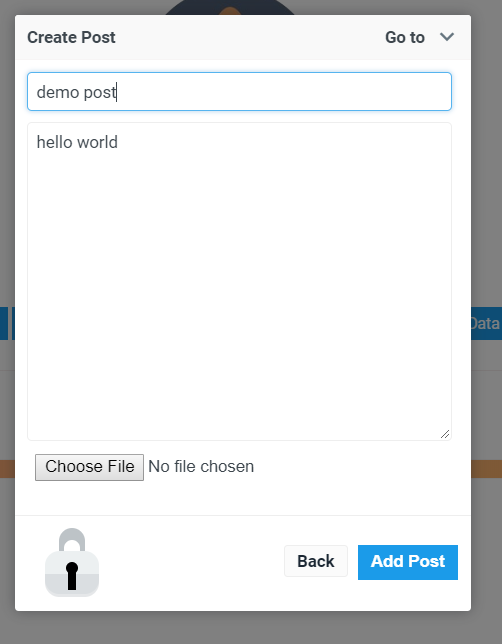 Create Post Go to
demo post
hello world
Data
Choose File No file chosen
Back Add Post